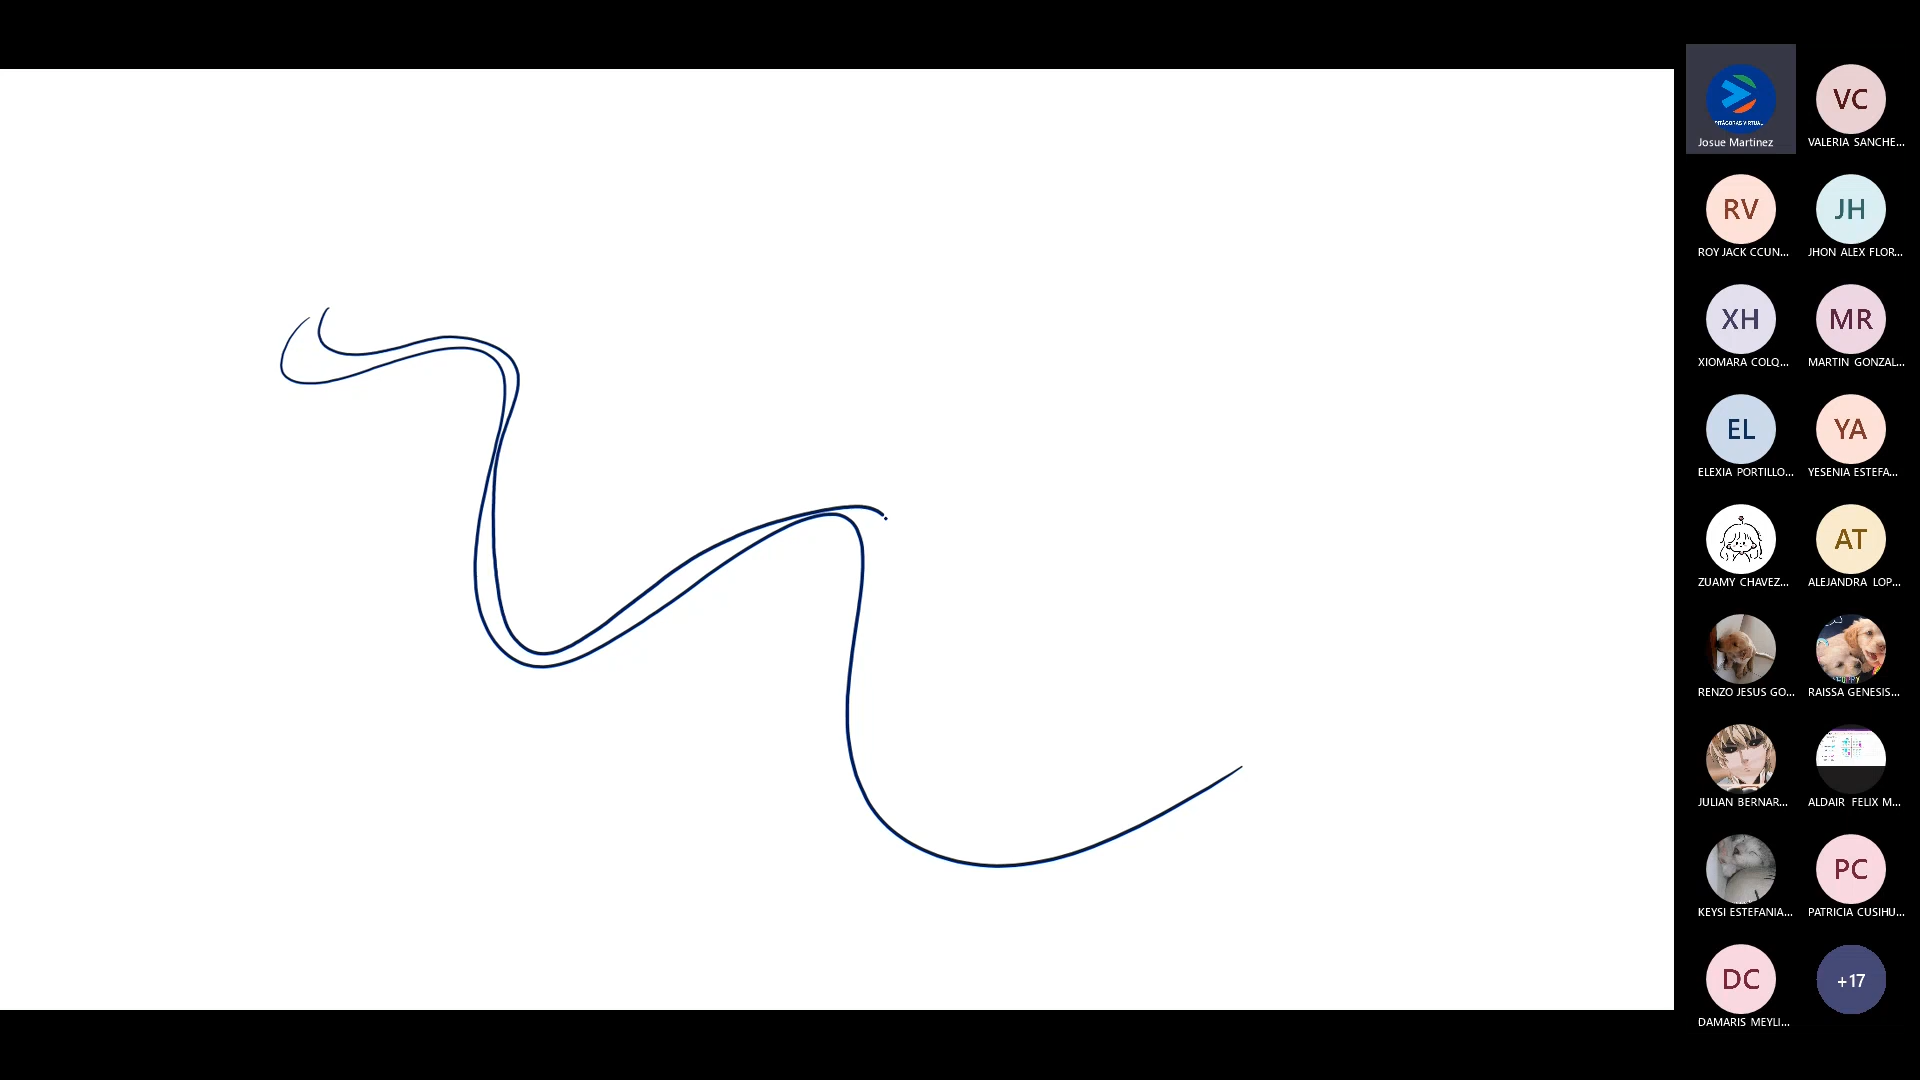 PITÁGORAS VIRTUAL
Josue Martinez
VC
VALERIA SANCHE...
RV
ROY JACK CCUN...
JH
JHON ALEX FLOR...
XH
XIOMARA COLQ...
MR
MARTIN GONZAL...
EL
ELEXIA PORTILLO...
YA
YESENIA ESTEFA...
ZUAMY CHAVEZ...
AT
ALEJANDRA LOP...
RENZO JESUS GO...
RAISSA GENESIS...
JULIAN BERNAR...
ALDAIR FELIX M...
KEYSI ESTEFANIA...
PC
PATRICIA CUSIHU...
DC
DAMARIS MEYLI...
+17